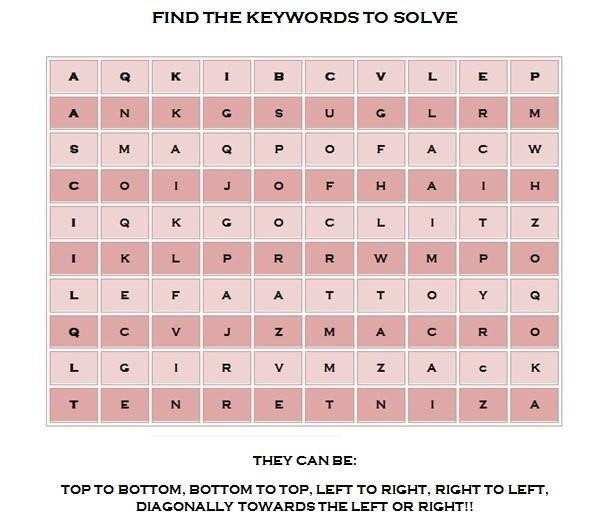 FIND THE KEYWORDS TO SOLVE
A Q K I B C V L E P
A N K G S U G L R M
S M A Q P O F A C W
C O I J O F H A I H
I Q K G O C L I T Z
I K L P R R W M P O
L E F A A T T O Y Q
Q C V J Z M A C R O
L G I R V M Z A c K
T E N R E T N I Z A
THEY CAN BE:
TOP TO BOTTOM, BOTTOM TO TOP, LEFT TO RIGHT, RIGHT TO LEFT,
DIAGONALLY TOWARDS THE LEFT OR RIGHT!!